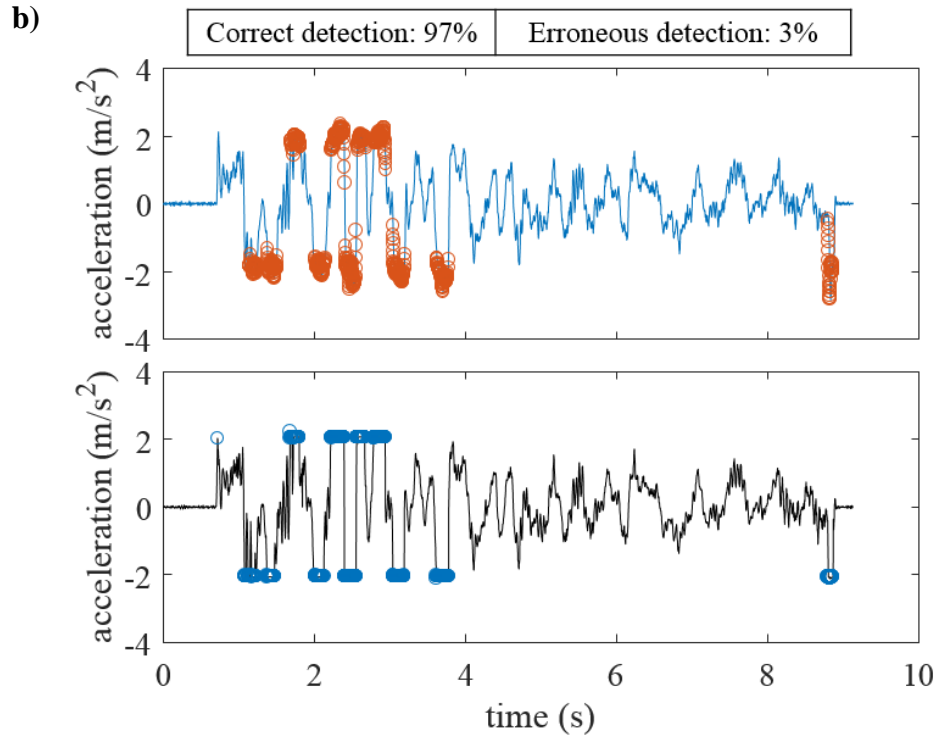 b)
Correct detection: 97% Erroneous detection: 3%
4
2
0
-2
-4
acceleration (m/s²)
4
2
0
-2
-4
acceleration (m/s²)
0 2 4 6 8 10
time (s)